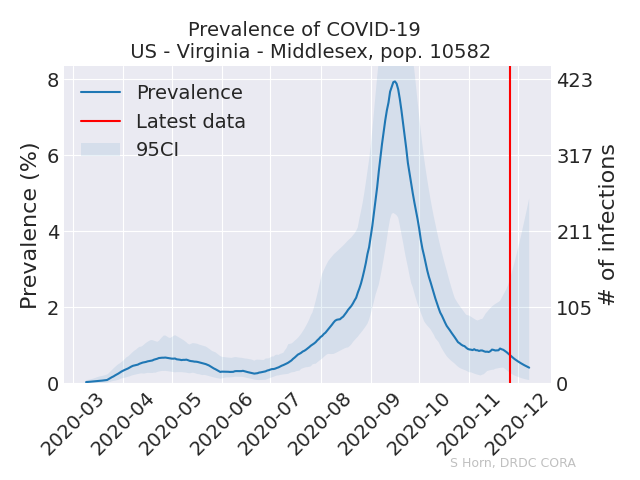 Prevalence of COVID-19
US - Virginia - Middlesex, pop. 10582
Prevalence
Latest data
95CI
Prevalence (%)
8
6
4
2
0
# of infections
423
317
211
105
0
2020-03
2020-04
2020-05
2020-06
2020-07
2020-08
2020-09
2020-10
2020-11
2020-12
S Horn, DRDC CORA